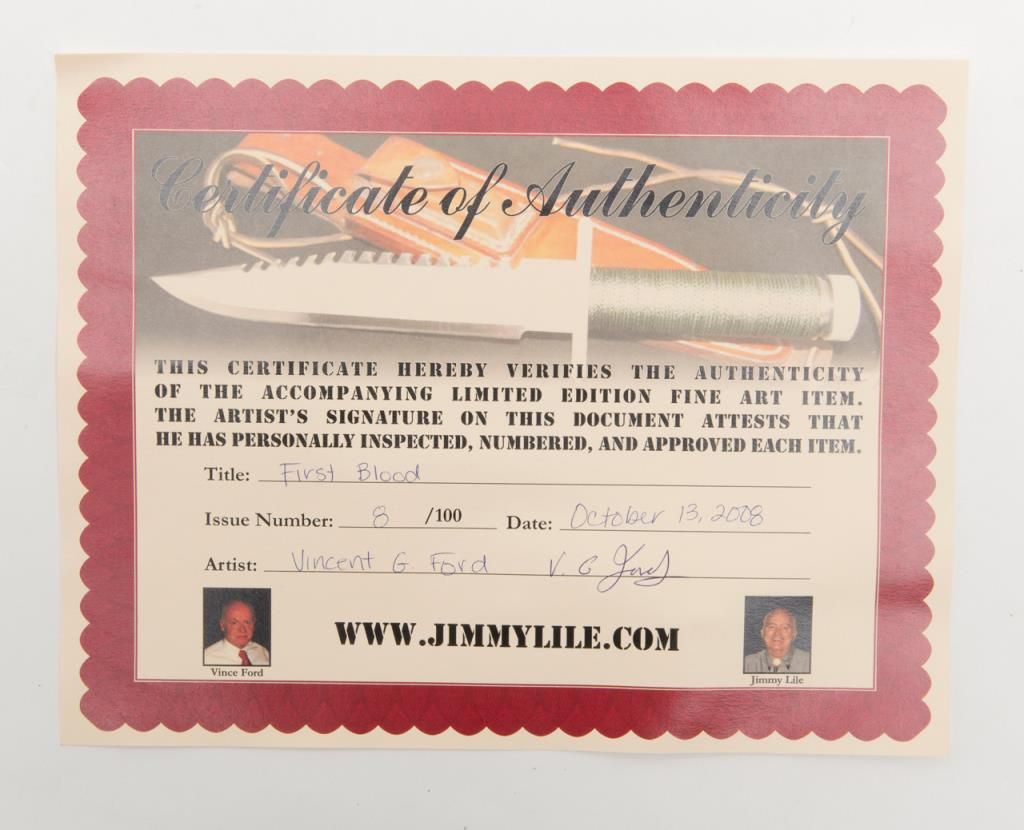 Certificate of Authenticity
THIS CERTIFICATE HEREBY VERIFIES THE AUTHENTICITY
OF THE ACCOMPANYING LIMITED EDITION FINE ART ITEM.
THE ARTIST'S SIGNATURE ON THIS DOCUMENT ATTESTS THAT
HE HAS PERSONALLY INSPECTED, NUMBERED, AND APPROVED EACH ITEM.
Title: First Blood
Issue Number: 8 /100 Date: October 13, 2008
Artist: Vincent G. Ford V. G Ford
WWW.JIMMYLILE.COM
Vince Ford
Jimmy Lile